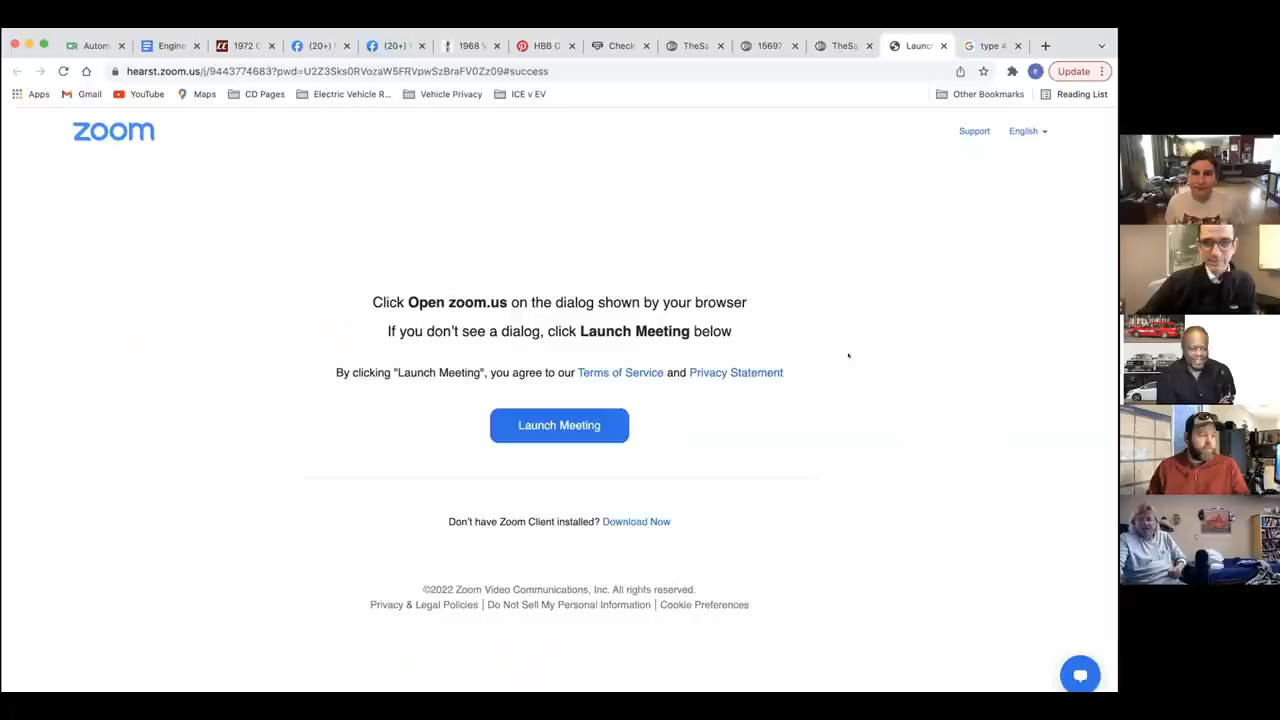 Autom
Engine
1972 C
(20+)
(20+)
1968
HBB C
Check
TheSa
15697
TheSa
Launc
type 4
hearst.zoom.us/j/9443774683?pwd=U2Z3Sks0RVozaW5FRVpwSzBraFV0Zz09#success
Update
Apps
Gmail
YouTube
Maps
CD Pages
Electric Vehicle R...
Vehicle Privacy
ICE v EV
Other Bookmarks
Reading List
zoom
Support
English
Click Open zoom.us on the dialog shown by your browser
If you don't see a dialog, click Launch Meeting below
By clicking "Launch Meeting", you agree to our Terms of Service and Privacy Statement
Launch Meeting
Don't have Zoom Client installed? Download Now
©2022 Zoom Video Communications, Inc. All rights reserved.
Privacy & Legal Policies | Do Not Sell My Personal Information | Cookie Preferences